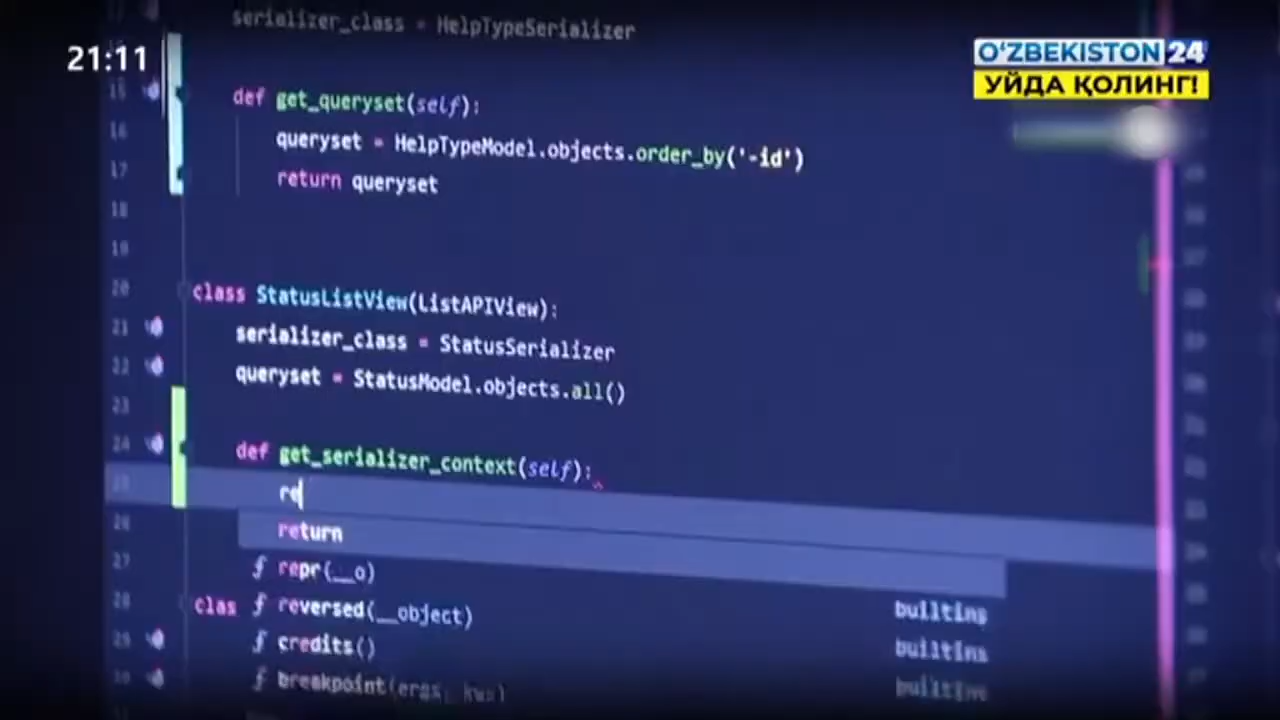 serializer_class = HelpTypeSerializer
21:11
O‘ZBEKISTON 24
УЙДА ҚОЛИНГ!
15 def get_queryset(self):
16 queryset = HelpTypeModel.objects.order_by('-id')
17 return queryset
18
19
20 class StatusListView(ListAPIView):
21 serializer_class = StatusSerializer
22 queryset = StatusModel.objects.all()
23
24 def get_serializer_context(self):
25 re
26 return
27 f repr(__o)
28 clas f reversed(__object) builtins
29 f credits() builtins
30 f breakpoint(args, kws) builtins